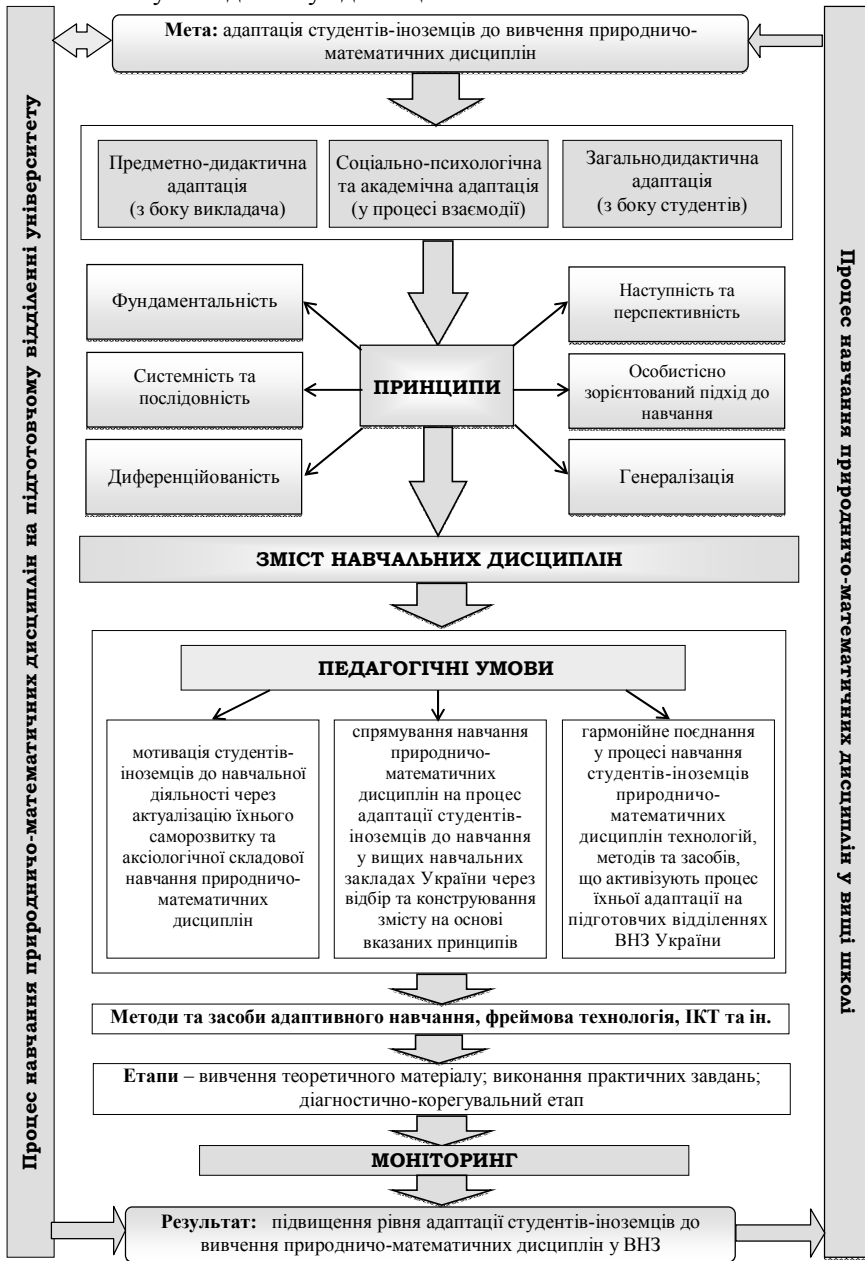 Мета: адаптація студентів-іноземців до вивчення природничо-
математичних дисциплін
Процес навчання природничо-математичних дисциплін на підготовчому відділенні університету
Процес навчання природничо-математичних дисциплін у вищі школі
Предметно-дидактична
адаптація
(з боку викладача)
Соціально-психологічна
та академічна адаптація
(у процесі взаємодії)
Загальнодидактична
адаптація
(з боку студентів)
Фундаментальність
Наступність та
перспективність
Системність та
послідовність
ПРИНЦИПИ
Особистісно
зорієнтований підхід до
навчання
Диференційованість
Генералізація
ЗМІСТ НАВЧАЛЬНИХ ДИСЦИПЛІН
ПЕДАГОГІЧНІ УМОВИ
мотивація студентів-
іноземців до навчальної
діяльності через
актуалізацію їхнього
саморозвитку та
аксіологічної складової
навчання природничо-
математичних
дисциплін
спрямування навчання
природничо-
математичних
дисциплін на процес
адаптації студентів-
іноземців до навчання
у вищих навчальних
закладах України через
відбір та конструювання
змісту на основі
вказаних принципів
гармонійне поєднання
у процесі навчання
студентів-іноземців
природничо-
математичних
дисциплін технологій,
методів та засобів,
що активізують процес
їхньої адаптації на
підготовчих відділеннях
ВНЗ України
Методи та засоби адаптивного навчання, фреймова технологія, ІКТ та ін.
Етапи – вивчення теоретичного матеріалу; виконання практичних завдань;
діагностично-корегувальний етап
МОНІТОРИНГ
Результат: підвищення рівня адаптації студентів-іноземців до
вивчення природничо-математичних дисциплін у ВНЗ